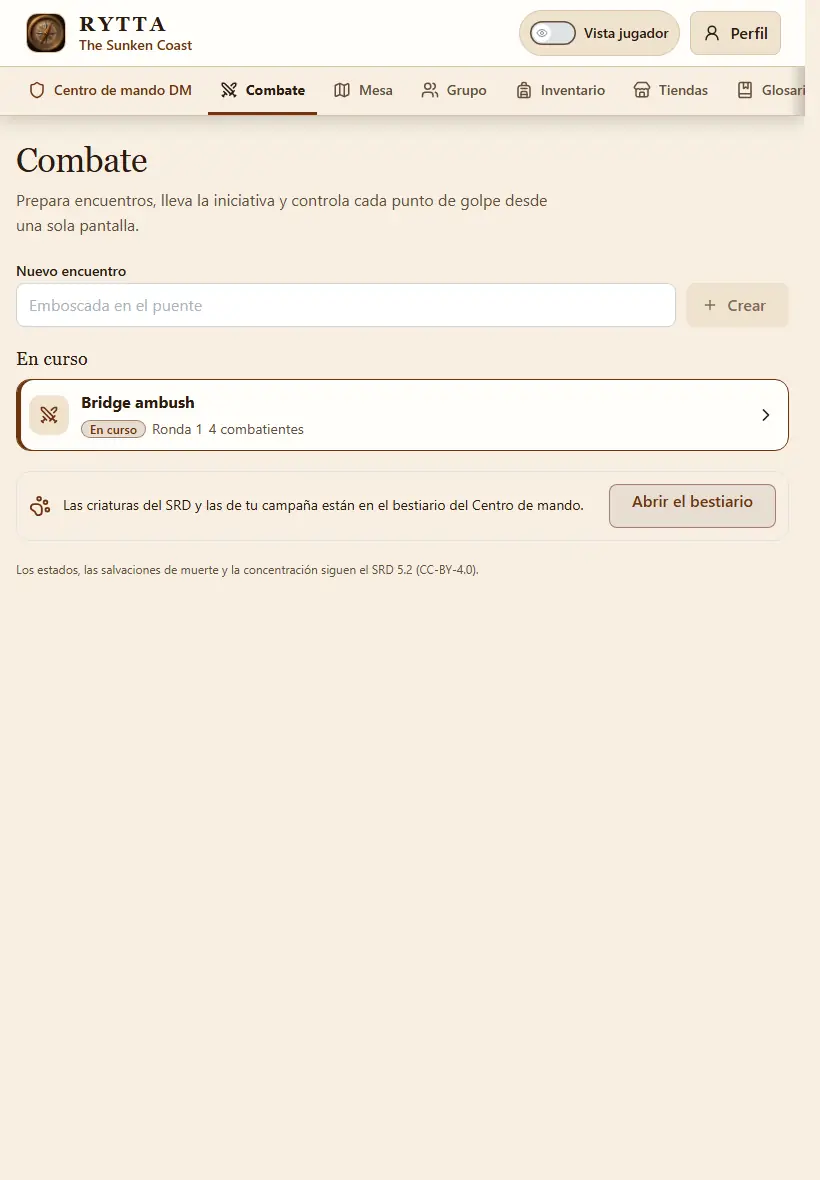 RYTTA
The Sunken Coast
Vista jugador
Perfil
Centro de mando DM
Combate
Mesa
Grupo
Inventario
Tiendas
Glosari
Combate
Prepara encuentros, lleva la iniciativa y controla cada punto de golpe desde
una sola pantalla.
Nuevo encuentro
Emboscada en el puente
+ Crear
En curso
Bridge ambush
En curso Ronda 1 4 combatientes
Las criaturas del SRD y las de tu campaña están en el bestiario del Centro de mando.
Abrir el bestiario
Los estados, las salvaciones de muerte y la concentración siguen el SRD 5.2 (CC-BY-4.0).